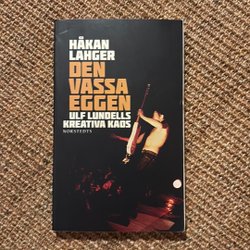 HÅKAN
LAHGER
DEN
VASSA
EGGEN
ULF LUNDELLS
KREATIVA KAOS
NORSTEDTS